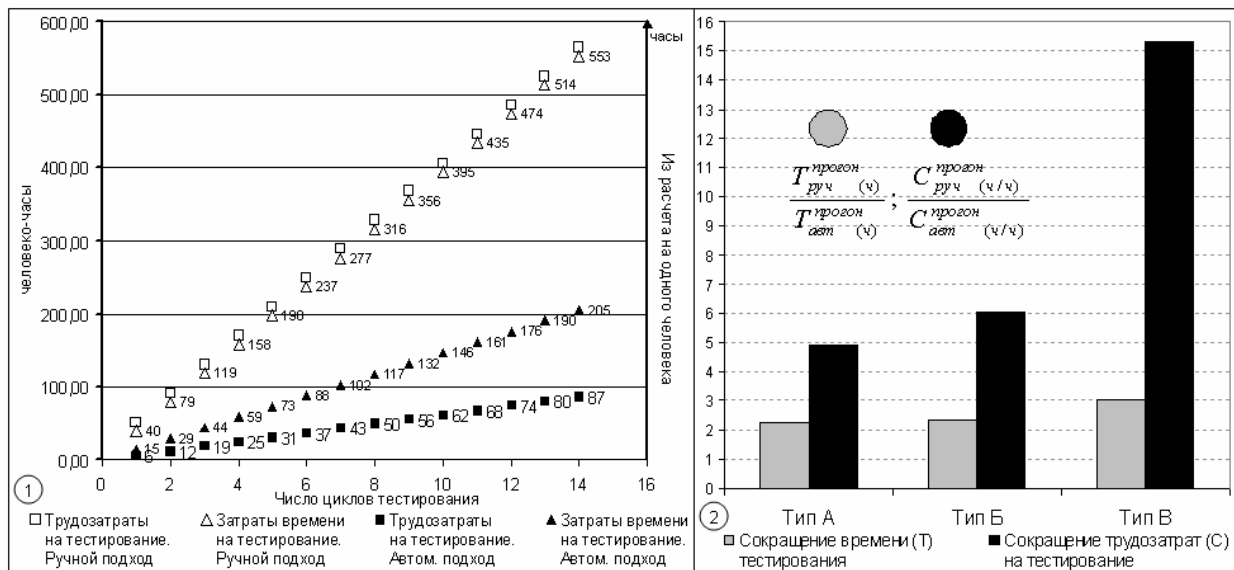 600,00
500,00
400,00
300,00
200,00
100,00
0,00
человеко-часы
часы
Из расчета на одного человека
553
514
474
435
395
356
316
277
237
198
158
119
79
40
205
190
176
161
146
132
117
102
88
73
59
44
29
15
87
80
74
68
62
56
50
43
37
31
25
19
12
6
0 2 4 6 8 10 12 14 16
Число циклов тестирования
1
Трудозатраты
на тестирование.
Ручной подход
Затраты времени
на тестирование.
Ручной подход
Трудозатраты
на тестирование.
Автом. подход
Затраты времени
на тестирование.
Автом. подход
16
15
14
13
12
11
10
9
8
7
6
5
4
3
2
1
0
T прогон руч (ч) ; C прогон руч (ч/ч)
T прогон авт (ч) C прогон авт (ч/ч)
Тип А Тип Б Тип В
2
Сокращение времени (Т)
тестирования
Сокращение трудозатрат (С)
на тестирование